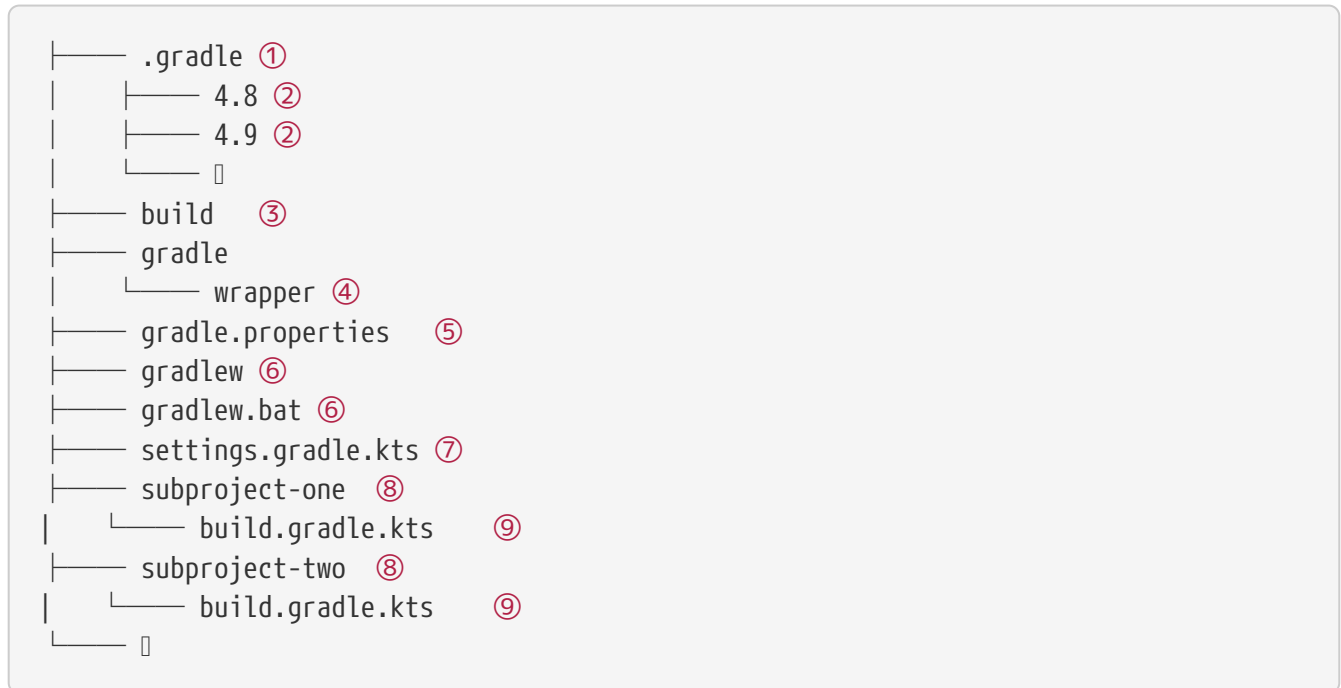 ├── .gradle ①
│   ├── 4.8 ②
│   ├── 4.9 ②
│   └── ▯
├── build ③
├── gradle
│   └── wrapper ④
├── gradle.properties ⑤
├── gradlew ⑥
├── gradlew.bat ⑥
├── settings.gradle.kts ⑦
├── subproject-one ⑧
|   └── build.gradle.kts ⑨
├── subproject-two ⑧
|   └── build.gradle.kts ⑨
└── ▯